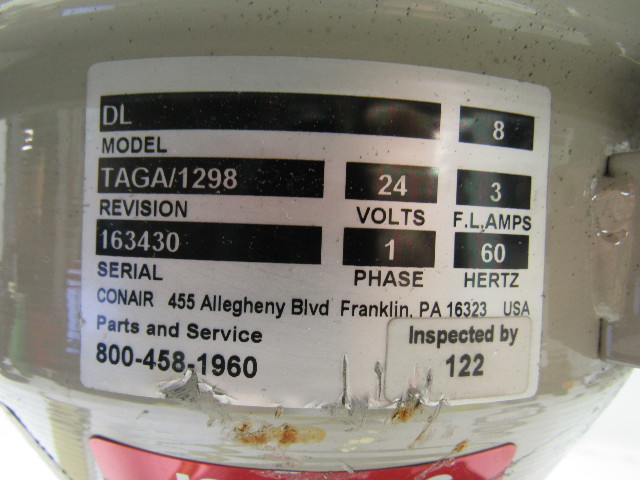 DL 8
MODEL
TAGA/1298 24 3
REVISION VOLTS F.L.AMPS
163430 1 60
SERIAL PHASE HERTZ
CONAIR 455 Allegheny Blvd Franklin, PA 16323 USA
Parts and Service
800-458-1960
Inspected by
122